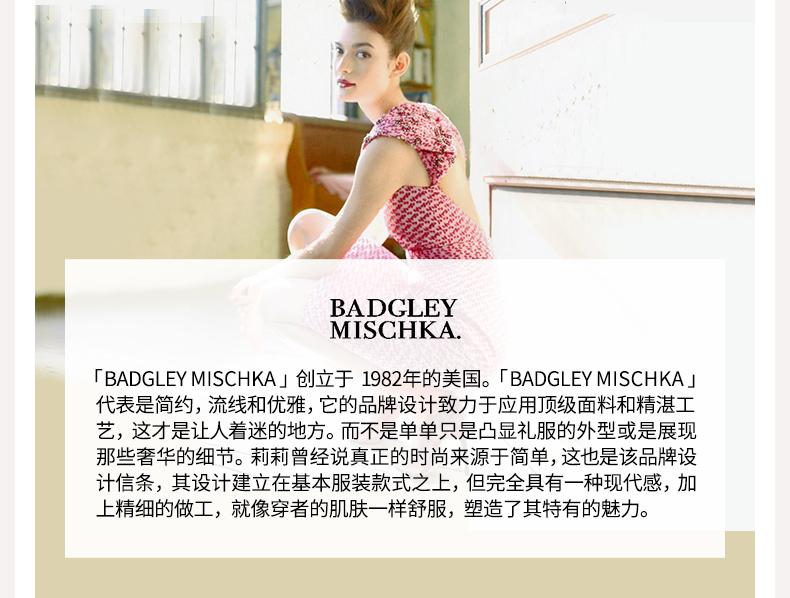 BADGLEY
MISCHKA.
「BADGLEY MISCHKA」创立于 1982年的美国。「BADGLEY MISCHKA」
代表是简约，流线和优雅，它的品牌设计致力于应用顶级面料和精湛工
艺，这才是让人着迷的地方。而不是单单只是凸显礼服的外型或是展现
那些奢华的细节。莉莉曾经说真正的时尚来源于简单，这也是该品牌设
计信条，其设计建立在基本服装款式之上，但完全具有一种现代感，加
上精细的做工，就像穿者的肌肤一样舒服，塑造了其特有的魅力。